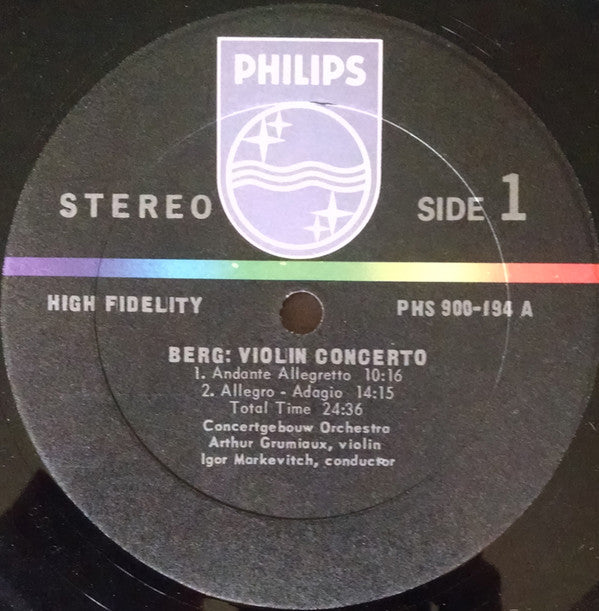 PHILIPS
STEREO
SIDE 1
HIGH FIDELITY
PHS 900-194 A
BERG: VIOLIN CONCERTO
1. Andante Allegretto 10:16
2. Allegro - Adagio 14:15
Total Time 24:36
Concertgebouw Orchestra
Arthur Grumiaux, violin
Igor Markevitch, conductor